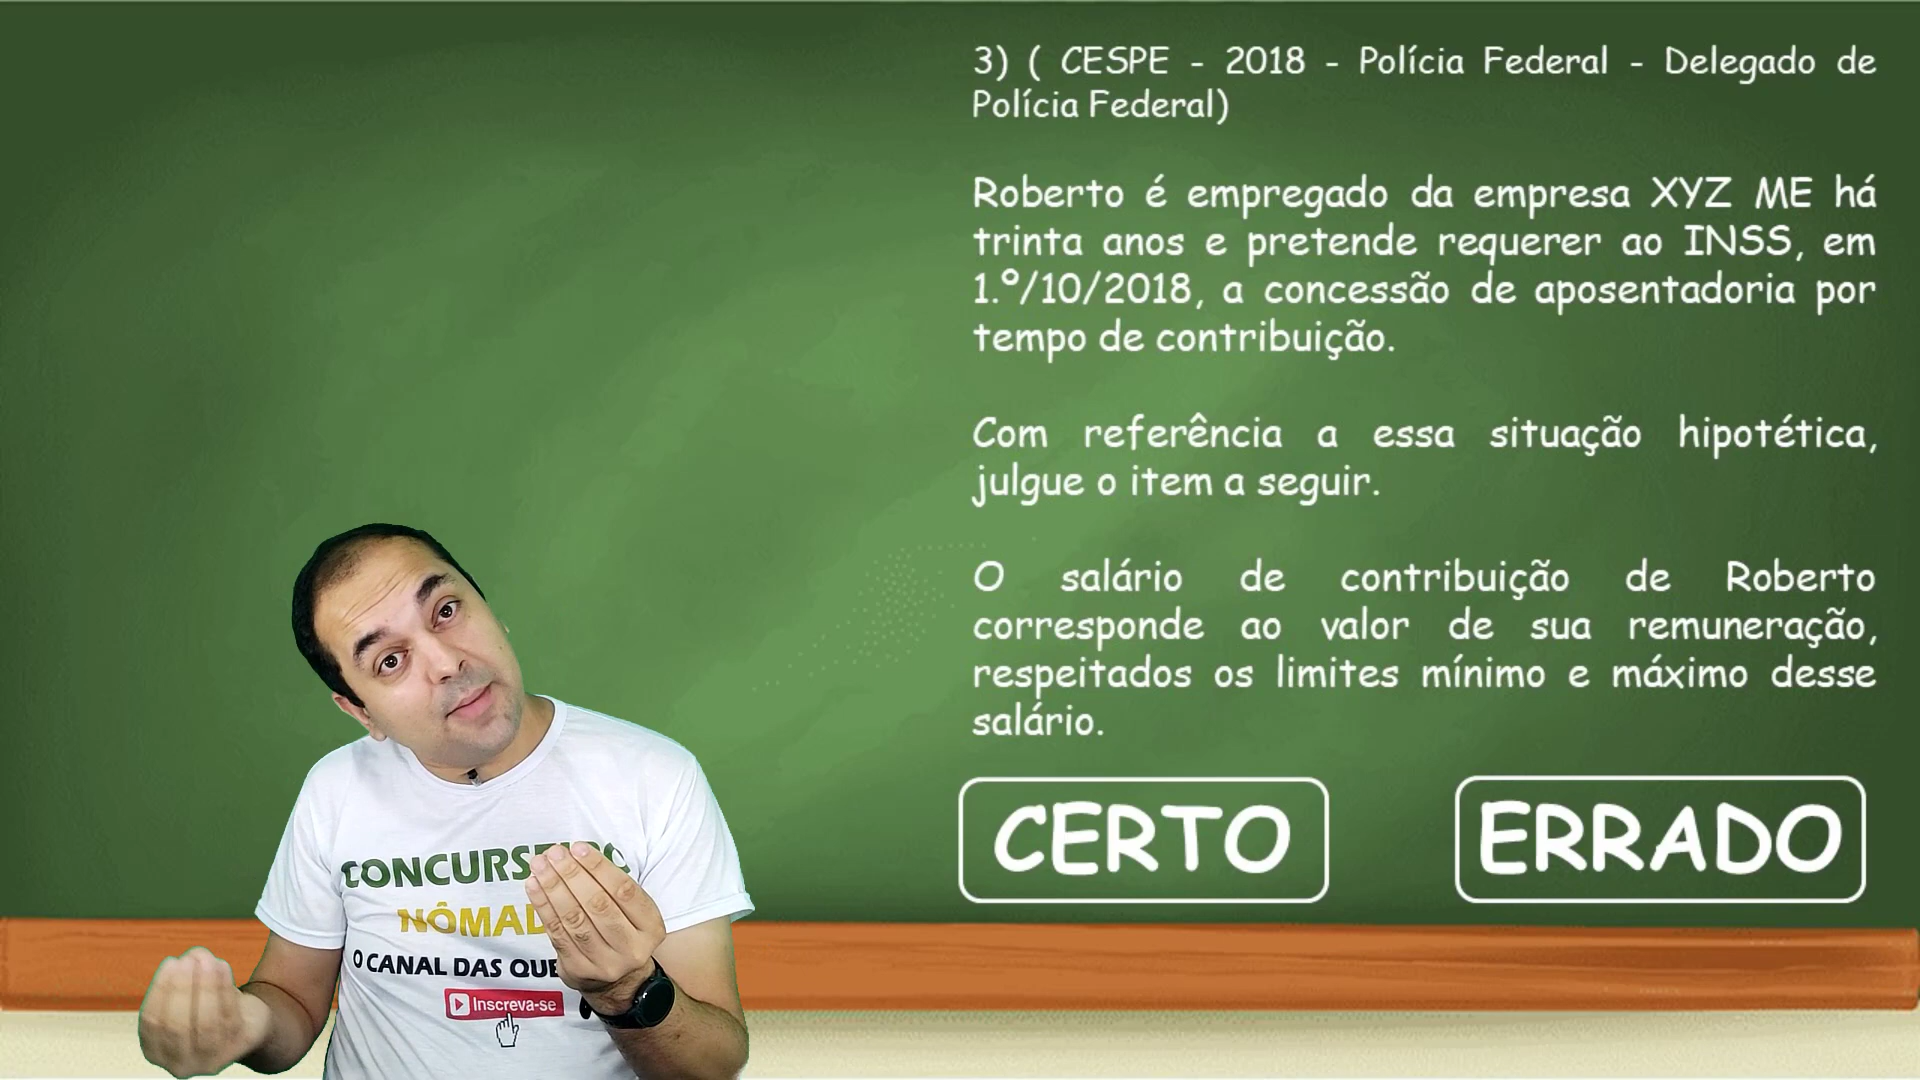 3) ( CESPE - 2018 - Polícia Federal - Delegado de
Polícia Federal)
Roberto é empregado da empresa XYZ ME há
trinta anos e pretende requerer ao INSS, em
1.º/10/2018, a concessão de aposentadoria por
tempo de contribuição.
Com referência a essa situação hipotética,
julgue o item a seguir.
O salário de contribuição de Roberto
corresponde ao valor de sua remuneração,
respeitados os limites mínimo e máximo desse
salário.
CERTO
ERRADO
O CANAL DAS QUE
Inscreva-se